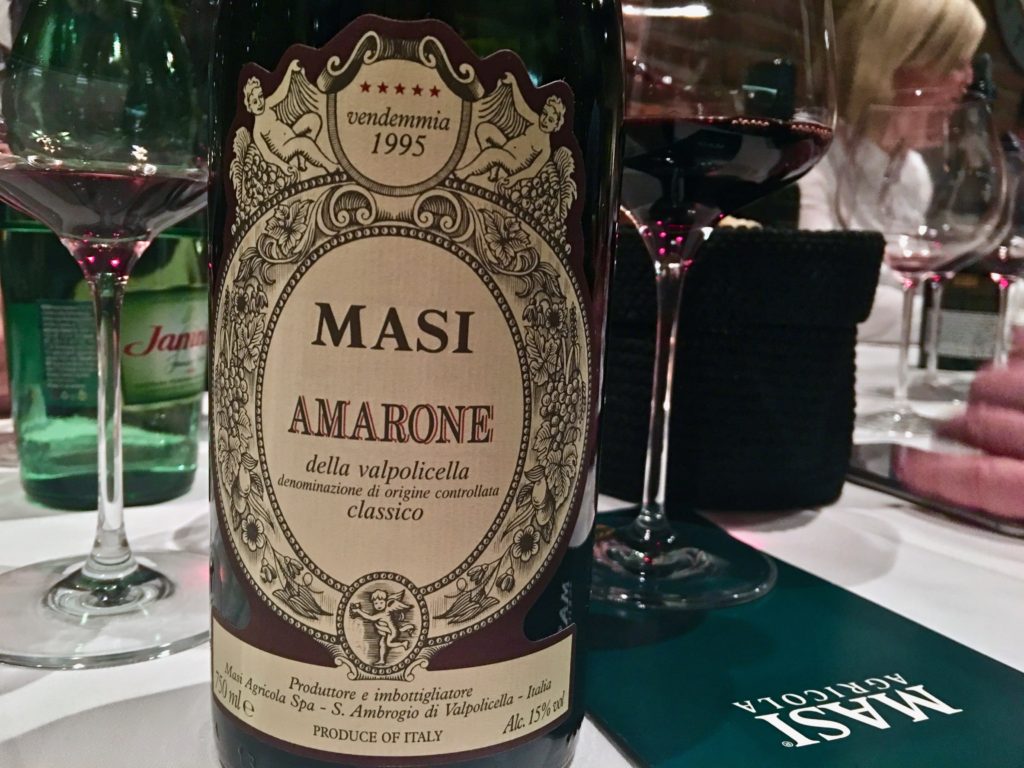 ★★★★★
vendemmia
1995
MASI
AMARONE
della valpolicella
denominazione di origine controllata
classico
Produttore e imbottigliatore
Masi Agricola Spa - S. Ambrogio di Valpolicella - Italia
750 ml e
Alc. 15% vol
PRODUCE OF ITALY
MASI®
AGRICOLA